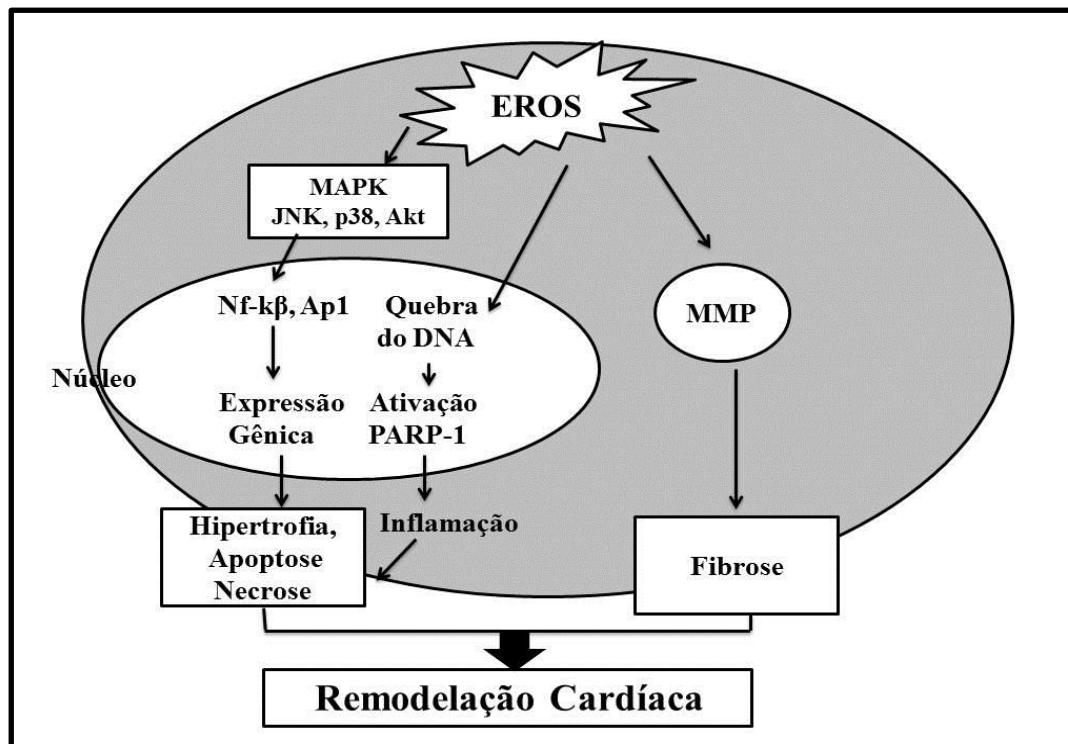 EROS
MAPK
JNK, p38, Akt
Nf-kβ, Ap1
Quebra
do DNA
MMP
Núcleo
Expressão
Gênica
Ativação
PARP-1
Hipertrofia,
Apoptose
Necrose
Inflamação
Fibrose
Remodelação Cardíaca